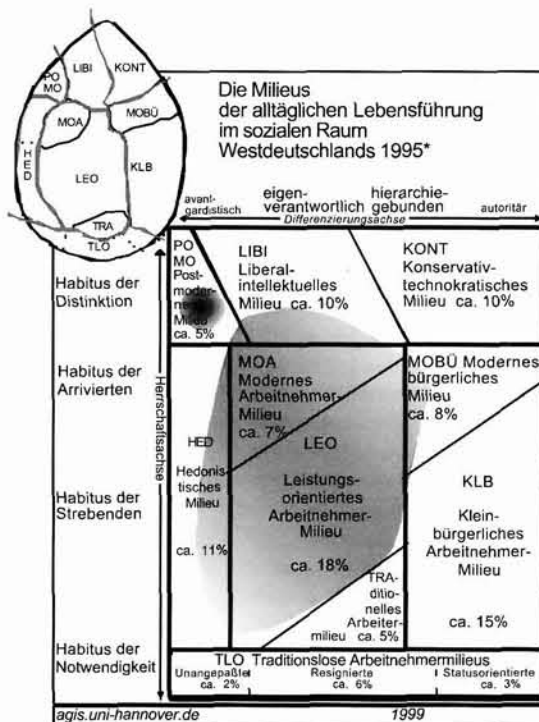 PO
MO
LIBI
KONT
MOA
MOBÜ
HED
LEO
KLB
TRA
TLO
Die Milieus
der alltäglichen Lebensführung
im sozialen Raum
Westdeutschlands 1995*
avant-
gardistisch
eigen-
verantwortlich
hierarchie-
gebunden
autoritär
Differenzierungsachse
Herrschaftsachse
Habitus der
Distinktion
PO
MO
Post-
moder-
nes
Milieu
ca. 5%
LIBI
Liberal-
intellektuelles
Milieu ca. 10%
KONT
Konservativ-
technokratisches
Milieu ca. 10%
Habitus der
Arrivierten
MOA
Modernes
Arbeitnehmer-
Milieu
ca. 7%
MOBÜ Modernes
bürgerliches
Milieu
ca. 8%
Habitus der
Strebenden
HED
Hedonis-
tisches
Milieu
ca. 11%
LEO
Leistungs-
orientiertes
Arbeitnehmer-
Milieu
ca. 18%
KLB
Klein-
bürgerliches
Arbeitnehmer-
Milieu
ca. 15%
TRA-
ditio-
nelles
Arbeiter-
milieu ca. 5%
Habitus der
Notwendigkeit
TLO Traditionslose Arbeitnehmermilieus
Unangepaßte
ca. 2%
Resignierte
ca. 6%
Statusorientierte
ca. 3%
agis.uni-hannover.de
1999